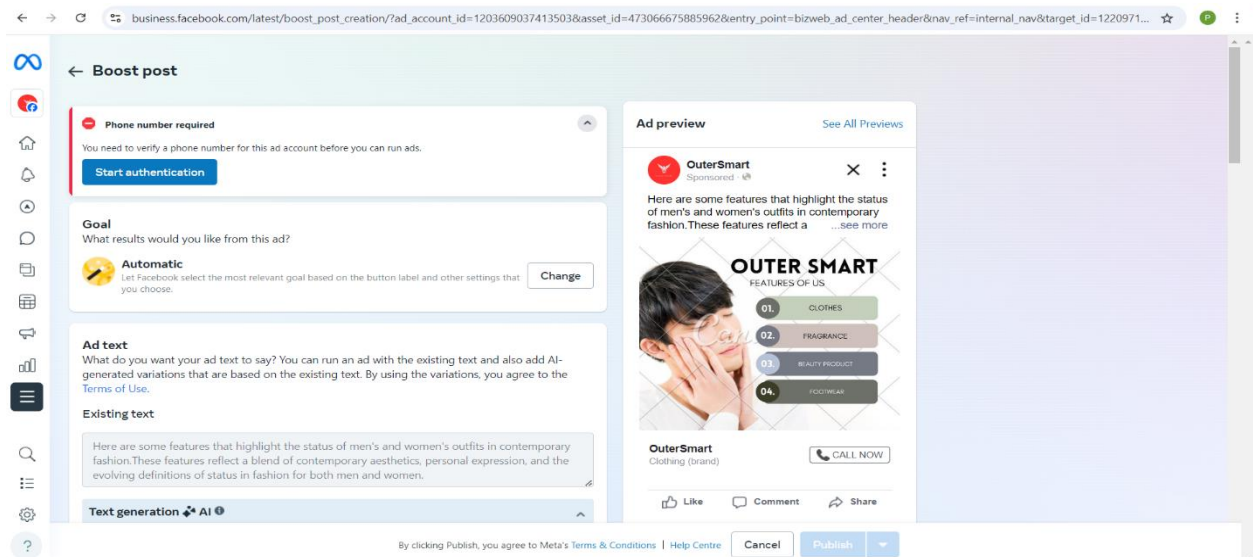 business.facebook.com/latest/boost_post_creation/?ad_account_id=1203609037413503&asset_id=473066675885962&entry_point=bizweb_ad_center_header&nav_ref=internal_nav&target_id=1220971...
P
Boost post
Phone number required
You need to verify a phone number for this ad account before you can run ads.
Start authentication
Goal
What results would you like from this ad?
Automatic
Let Facebook select the most relevant goal based on the button label and other settings that
you choose.
Change
Ad text
What do you want your ad text to say? You can run an ad with the existing text and also add AI-
generated variations that are based on the existing text. By using the variations, you agree to the
Terms of Use.
Existing text
Here are some features that highlight the status of men's and women's outfits in contemporary
fashion.These features reflect a blend of contemporary aesthetics, personal expression, and the
evolving definitions of status in fashion for both men and women.
Text generation AI
Ad preview
See All Previews
OuterSmart
Sponsored ·
Here are some features that highlight the status
of men's and women's outfits in contemporary
fashion.These features reflect a ...see more
OUTER SMART
FEATURES OF US
01. CLOTHES
02. FRAGRANCE
03. BEAUTY PRODUCT
04. FOOTWEAR
OuterSmart
Clothing (brand)
CALL NOW
Like
Comment
Share
By clicking Publish, you agree to Meta's Terms & Conditions | Help Centre
Cancel
Publish